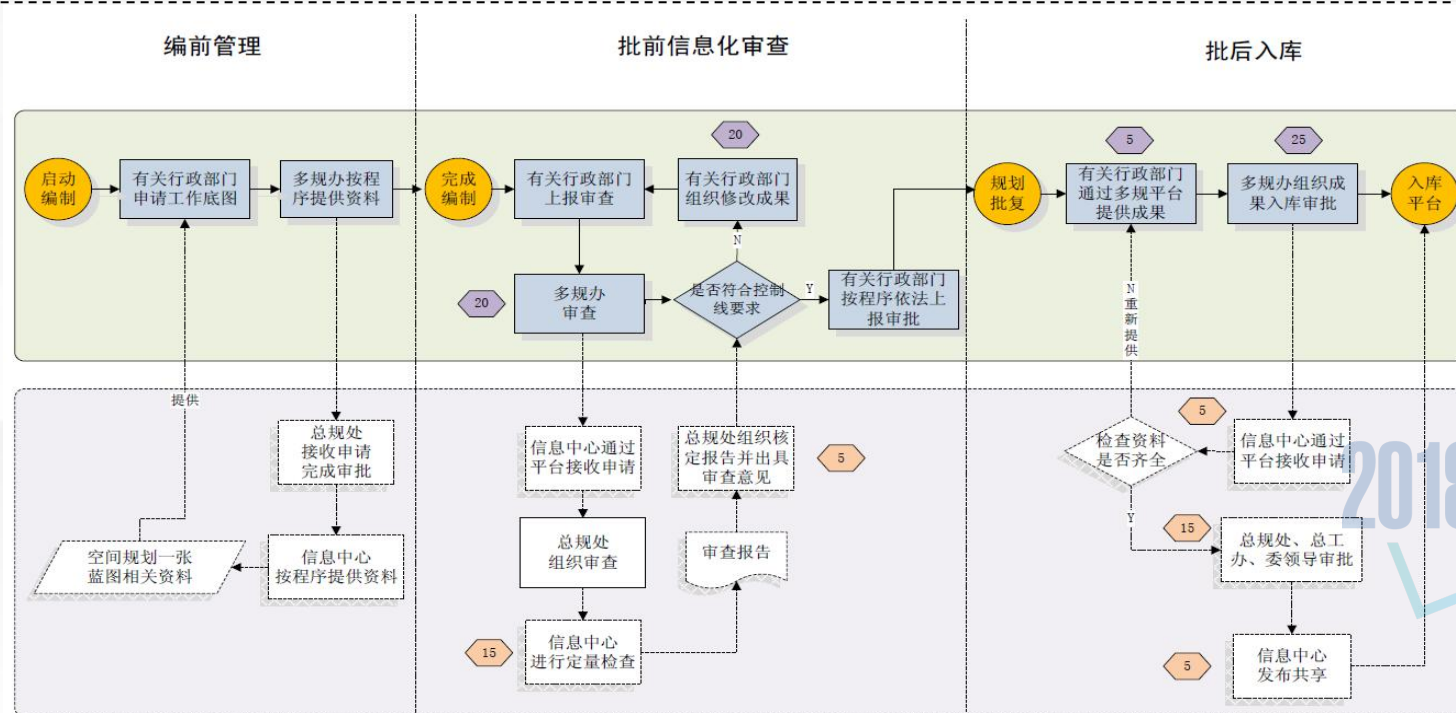 编前管理
批前信息化审查
批后入库
启动
编制
有关行政部门
申请工作底图
多规办按程
序提供资料
提供
总规处
接收申请
完成审批
信息中心
按程序提供资料
空间规划一张
蓝图相关资料
完成
编制
有关行政部门
上报审查
20
有关行政部门
组织修改成果
N
20
多规办
审查
是否符合控制
线要求
Y
有关行政部门
按程序依法上
报审批
信息中心通过
平台接收申请
总规处
组织审查
15
信息中心
进行定量检查
审查报告
总规处组织核
定报告并出具
审查意见
5
规划
批复
5
有关行政部门
通过多规平台
提供成果
25
多规办组织成
果入库审批
入库
平台
N
重
新
提
供
5
检查资料
是否齐全
信息中心通过
平台接收申请
Y
15
总规处、总工
办、委领导审批
5
信息中心
发布共享
2018